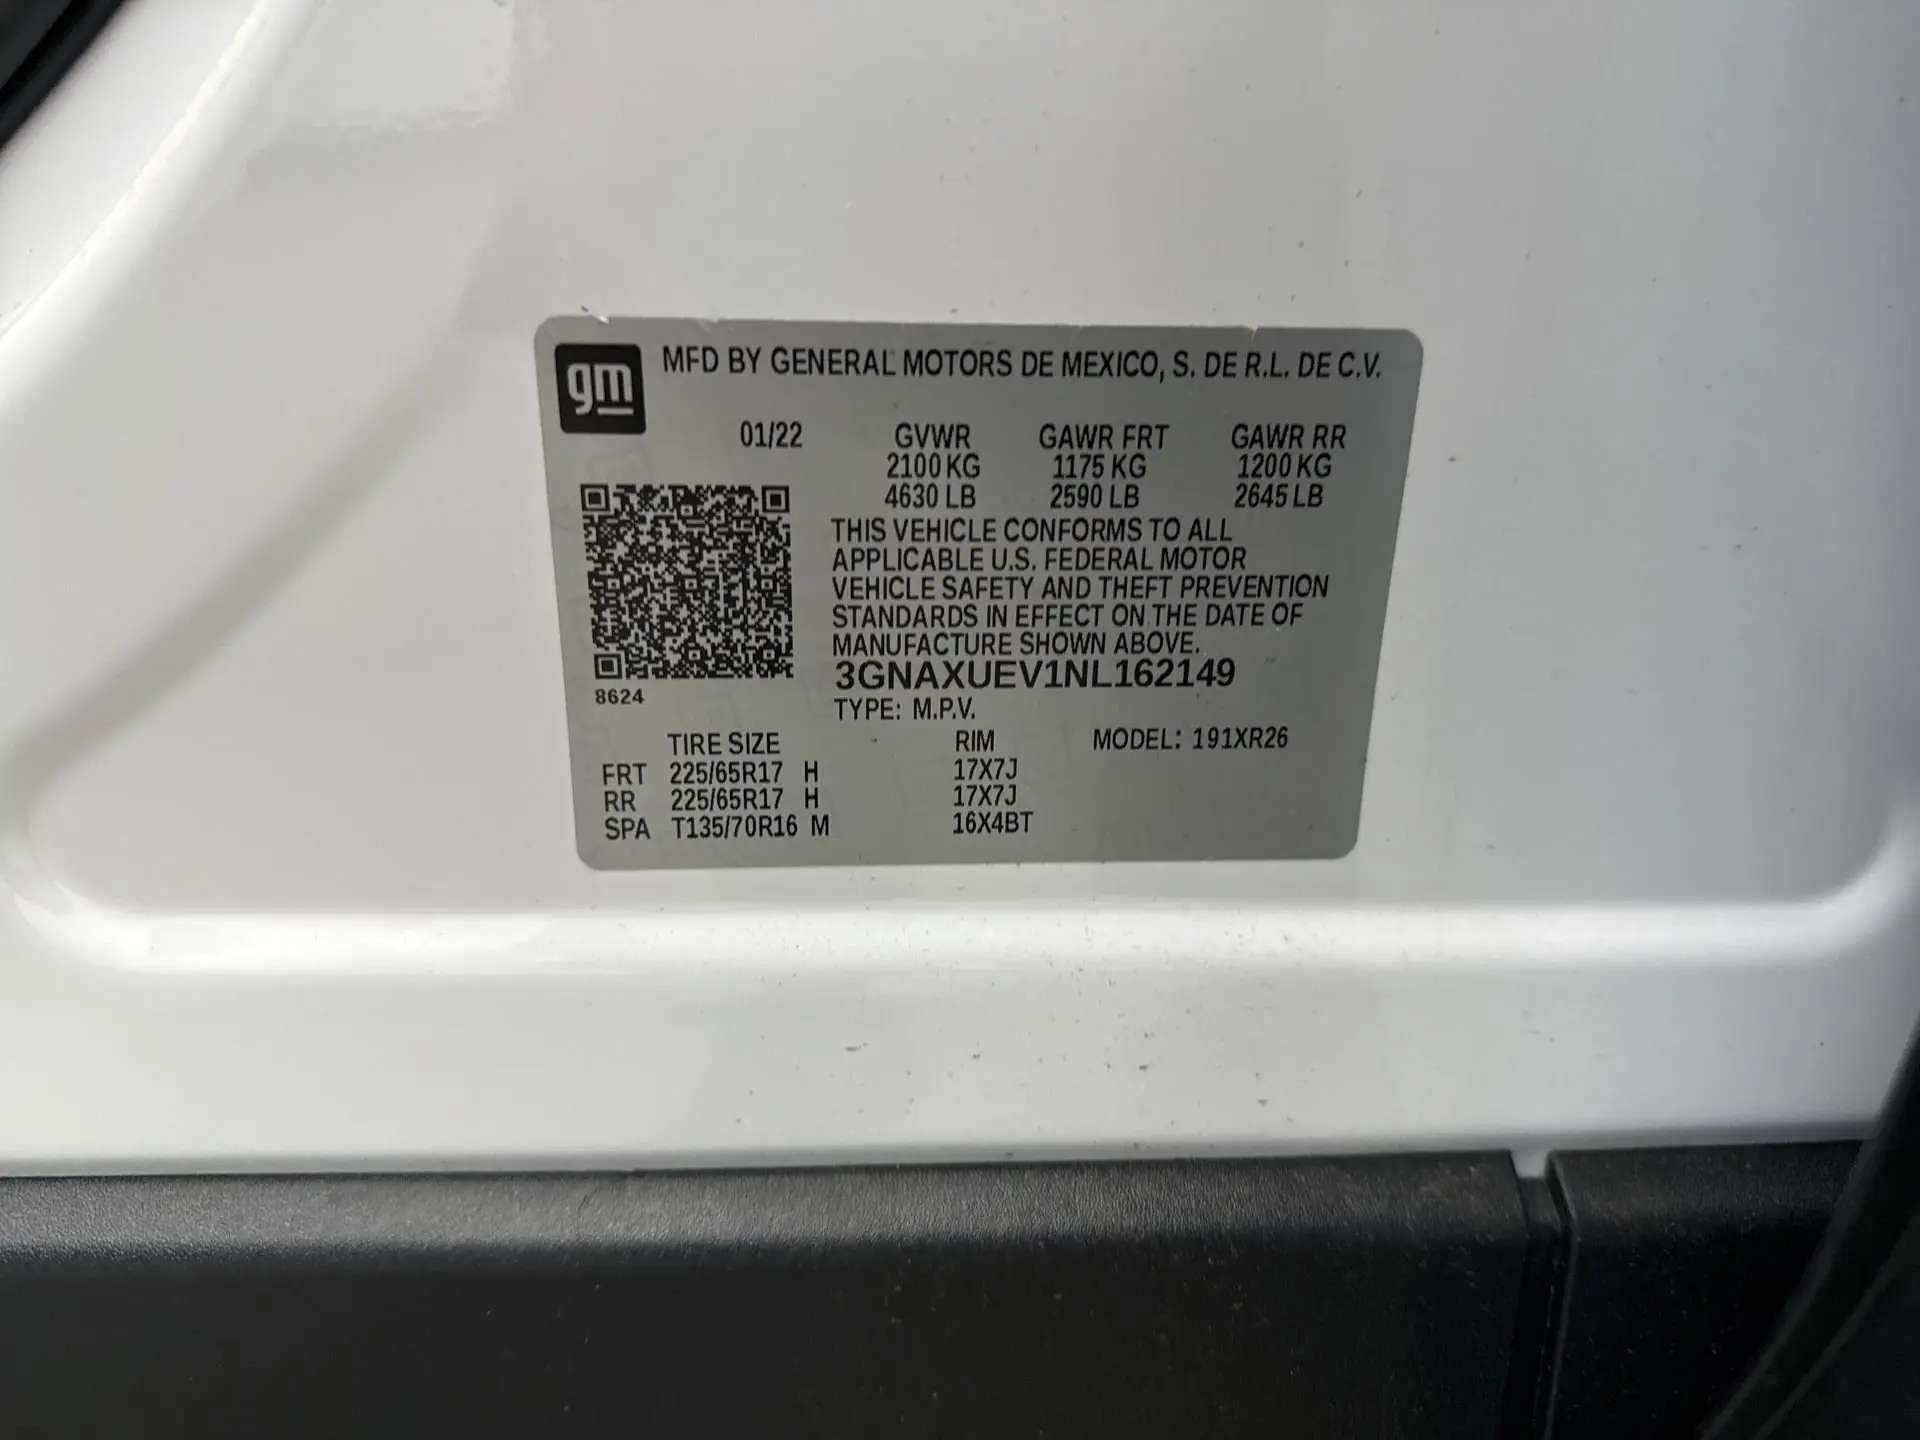 gm
MFD BY GENERAL MOTORS DE MEXICO, S. DE R.L. DE C.V.
01/22 GVWR GAWR FRT GAWR RR
2100 KG 1175 KG 1200 KG
4630 LB 2590 LB 2645 LB
THIS VEHICLE CONFORMS TO ALL
APPLICABLE U.S. FEDERAL MOTOR
VEHICLE SAFETY AND THEFT PREVENTION
STANDARDS IN EFFECT ON THE DATE OF
MANUFACTURE SHOWN ABOVE.
3GNAXUEV1NL162149
8624
TYPE: M.P.V.
TIRE SIZE RIM MODEL: 191XR26
FRT 225/65R17 H 17X7J
RR 225/65R17 H 17X7J
SPA T135/70R16 M 16X4BT